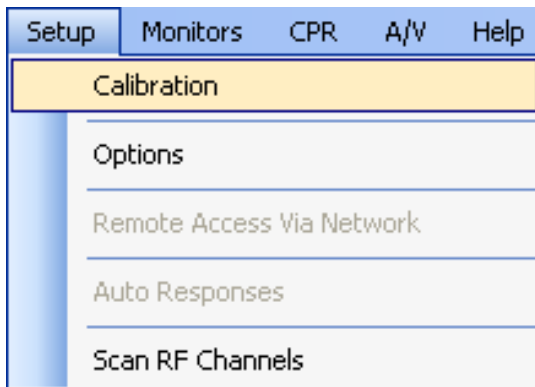 Setup Monitors CPR A/V Help
Calibration
Options
Remote Access Via Network
Auto Responses
Scan RF Channels